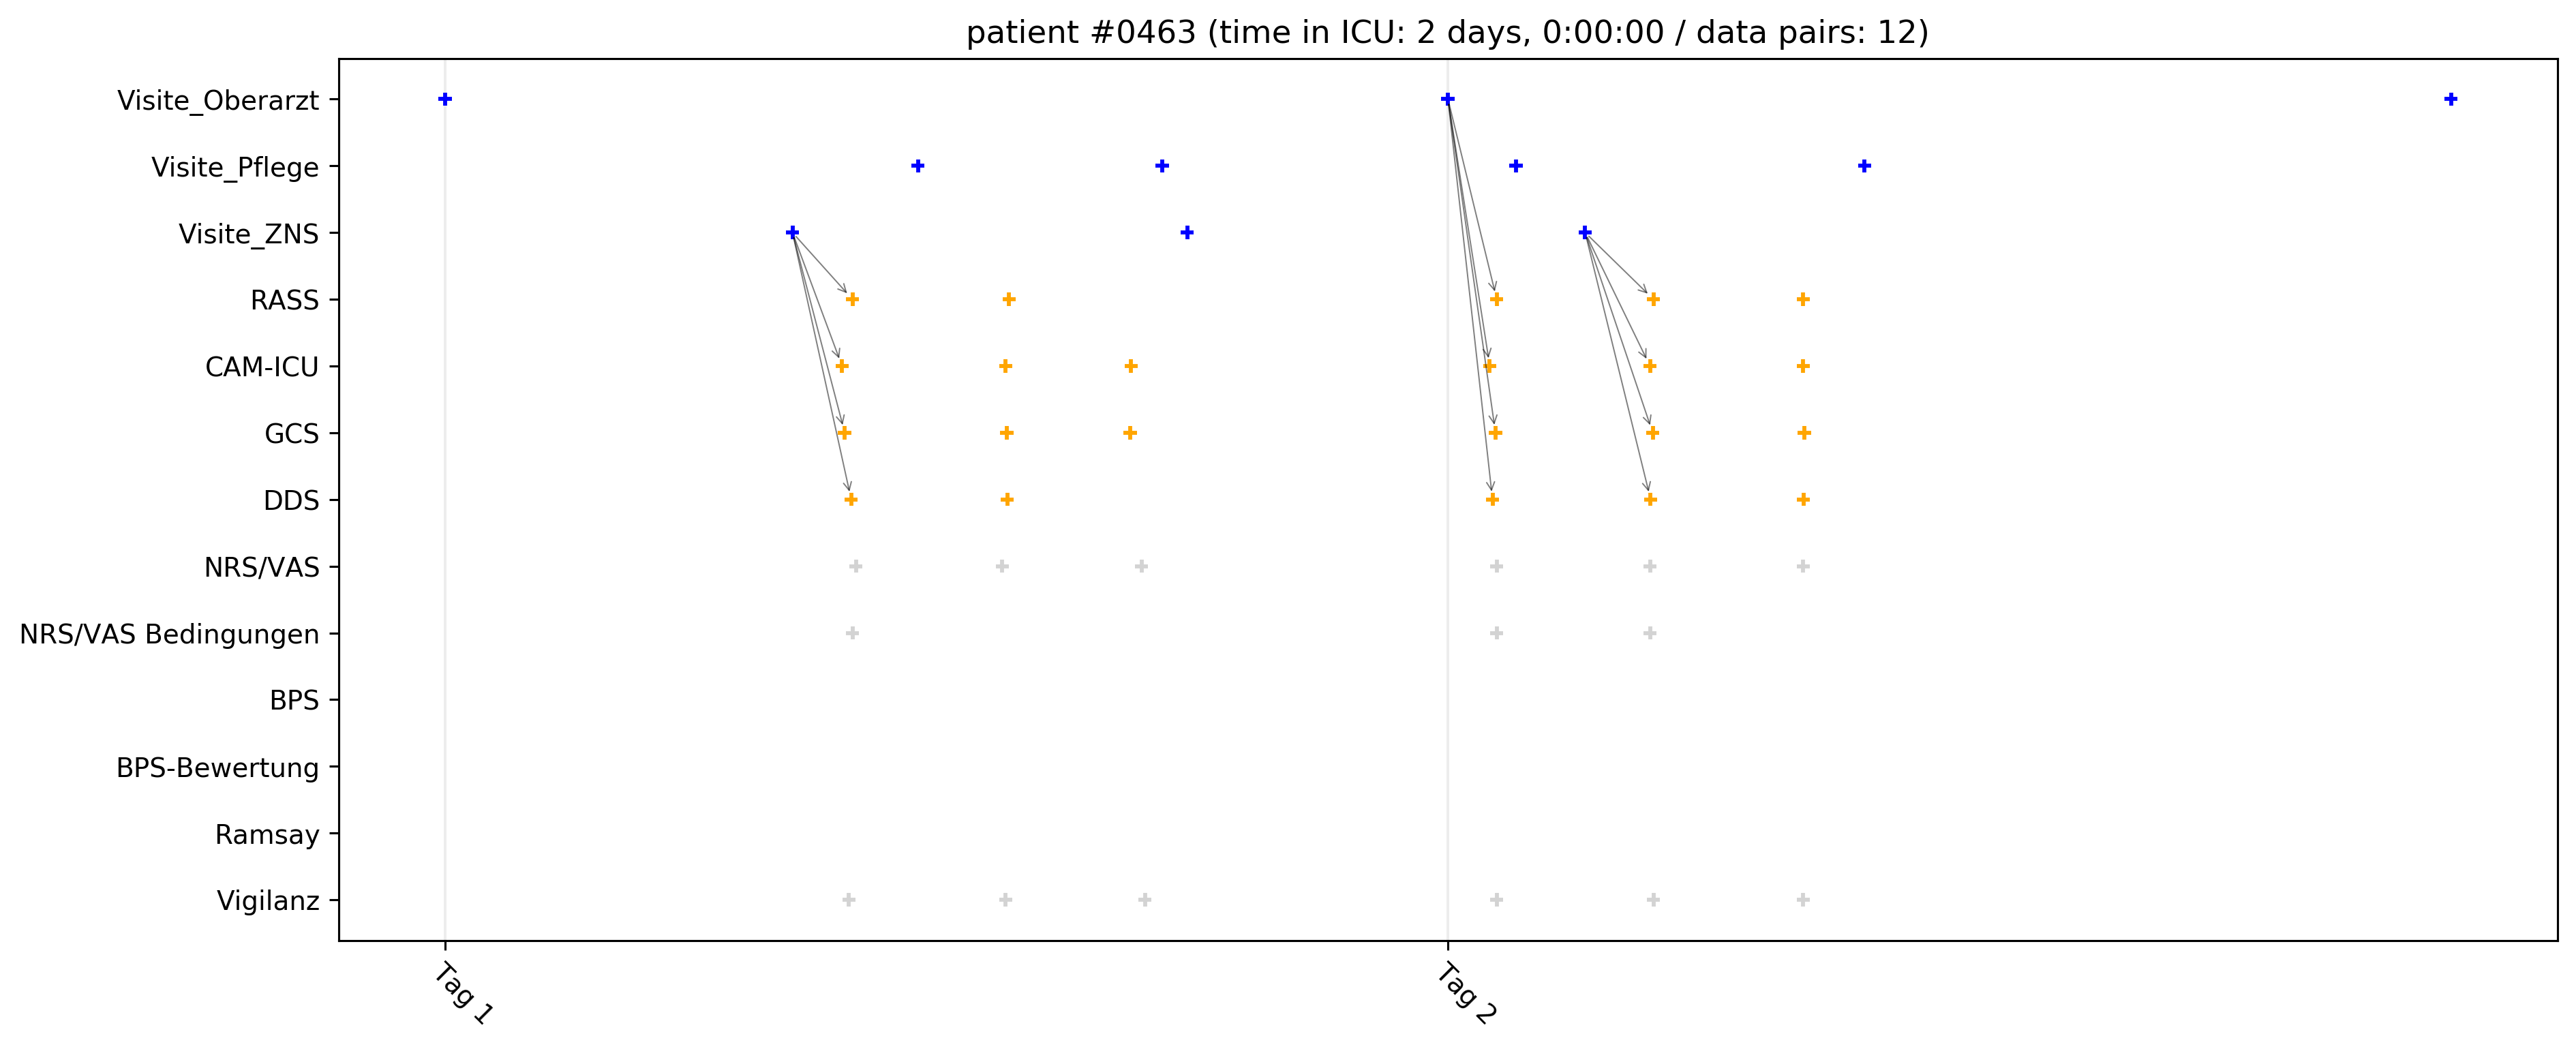 patient #0463 (time in ICU: 2 days, 0:00:00 / data pairs: 12)
Visite_Oberarzt
Visite_Pflege
Visite_ZNS
RASS
CAM-ICU
GCS
DDS
NRS/VAS
NRS/VAS Bedingungen
BPS
BPS-Bewertung
Ramsay
Vigilanz
Tag 1
Tag 2